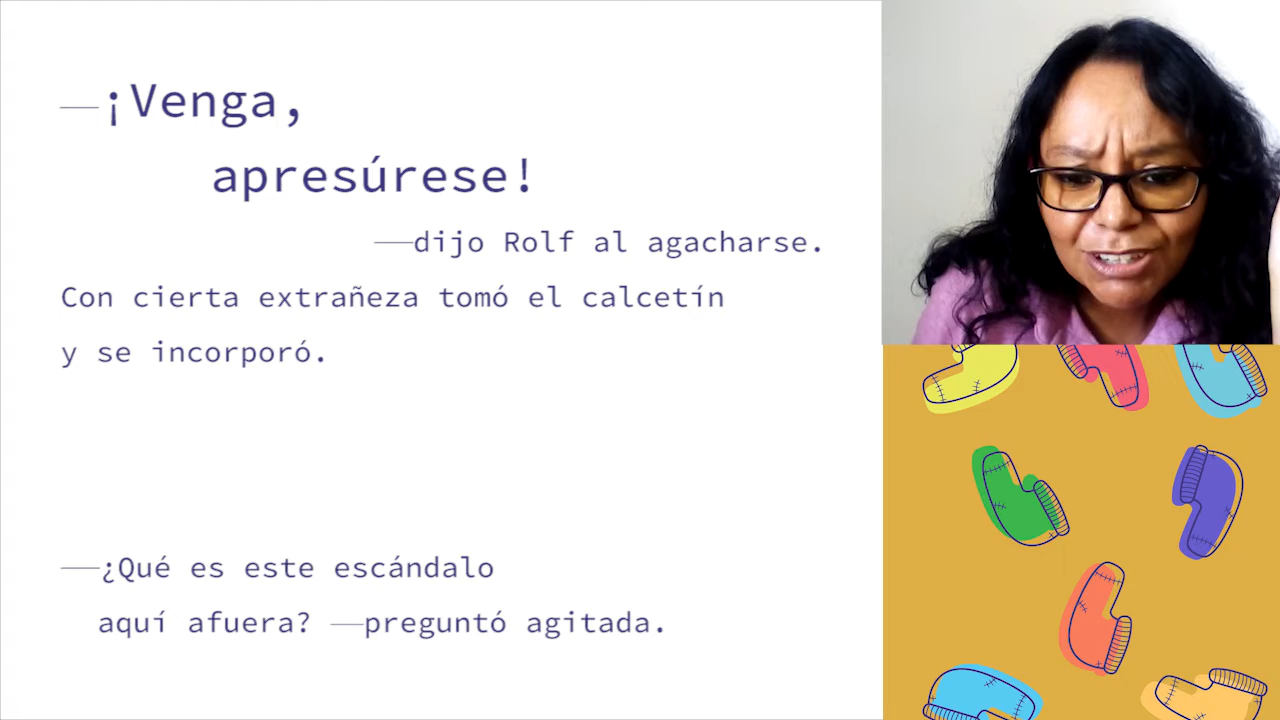 —¡Venga,
apresúrese!
—dijo Rolf al agacharse.
Con cierta extrañeza tomó el calcetín
y se incorporó.
—¿Qué es este escándalo
aquí afuera? —preguntó agitada.